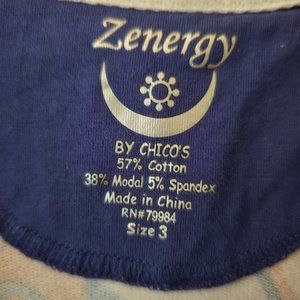 Zenergy
BY CHICO'S
57% Cotton
38% Modal 5% Spandex
Made in China
RN#79984
Size 3